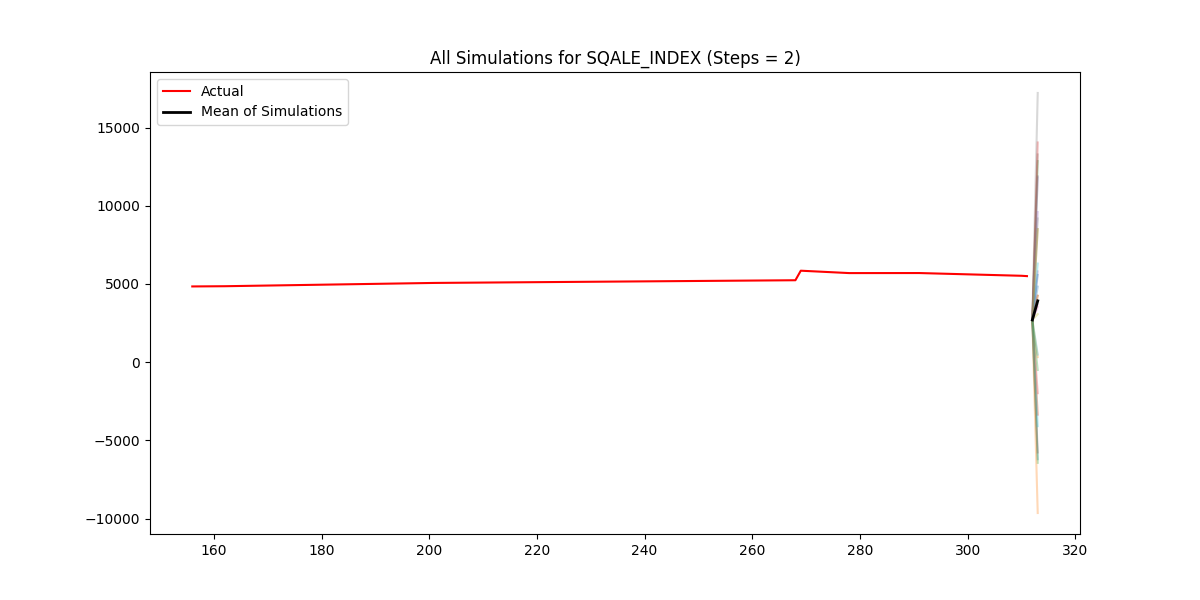 All Simulations for SQALE_INDEX (Steps = 2)
Actual
Mean of Simulations
15000
10000
5000
0
−5000
−10000
160 180 200 220 240 260 280 300 320